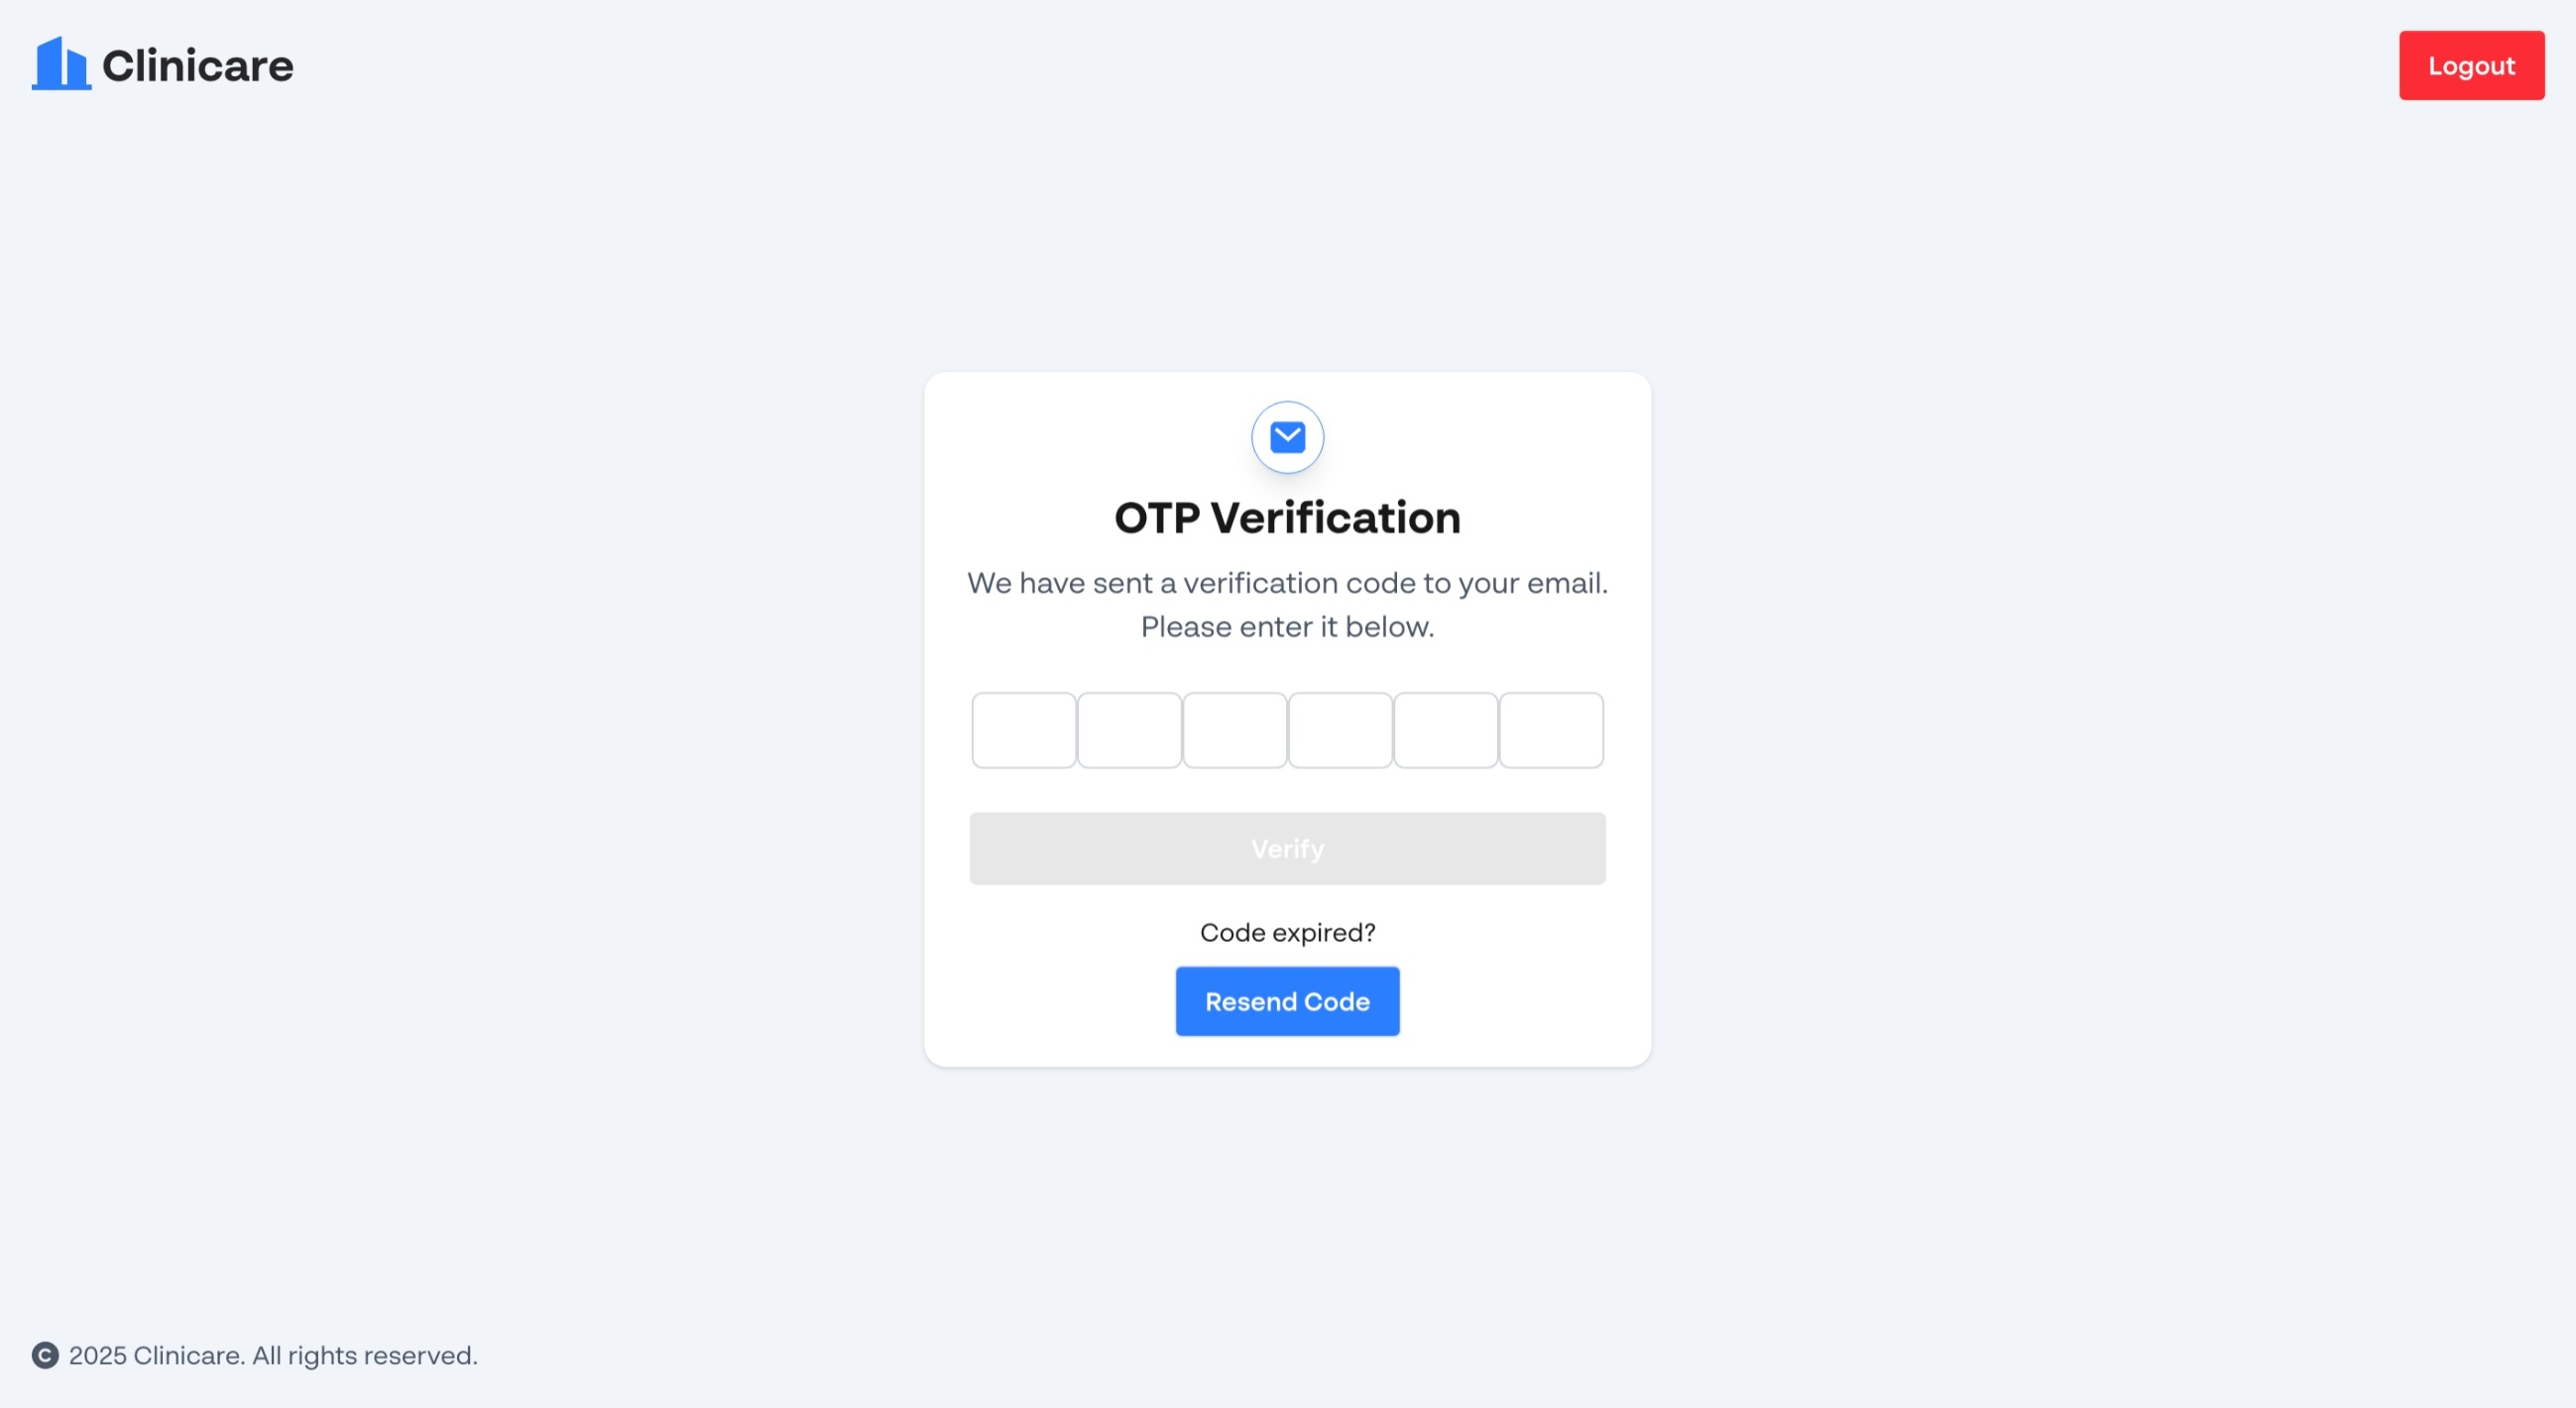 Clinicare
Logout
OTP Verification
We have sent a verification code to your email.
Please enter it below.
Verify
Code expired?
Resend Code
© 2025 Clinicare. All rights reserved.